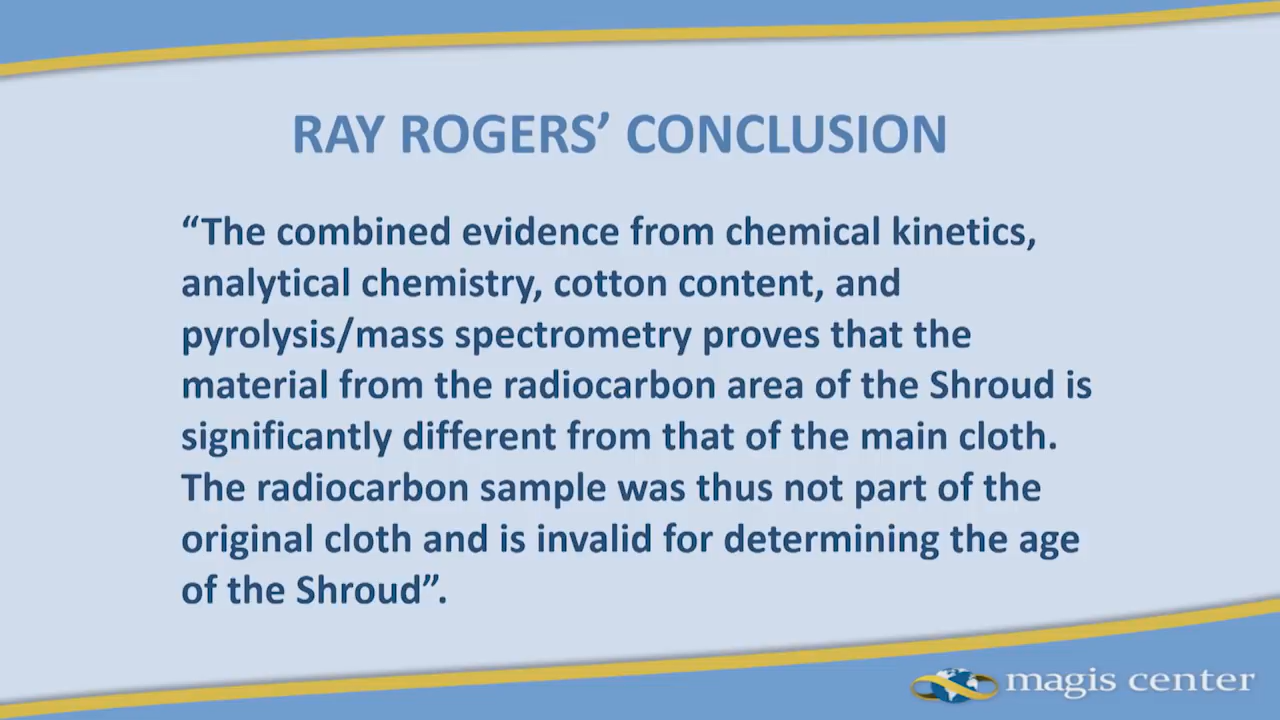 RAY ROGERS’ CONCLUSION
“The combined evidence from chemical kinetics,
analytical chemistry, cotton content, and
pyrolysis/mass spectrometry proves that the
material from the radiocarbon area of the Shroud is
significantly different from that of the main cloth.
The radiocarbon sample was thus not part of the
original cloth and is invalid for determining the age
of the Shroud”.
magis center